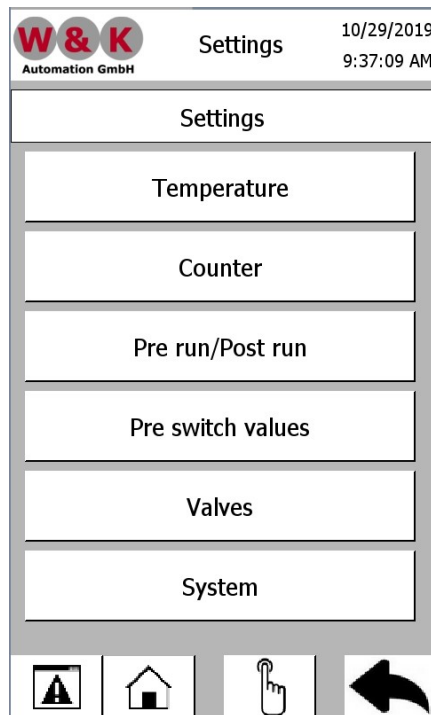 W & K
Automation GmbH
Settings
10/29/2019
9:37:09 AM
Settings
Temperature
Counter
Pre run/Post run
Pre switch values
Valves
System